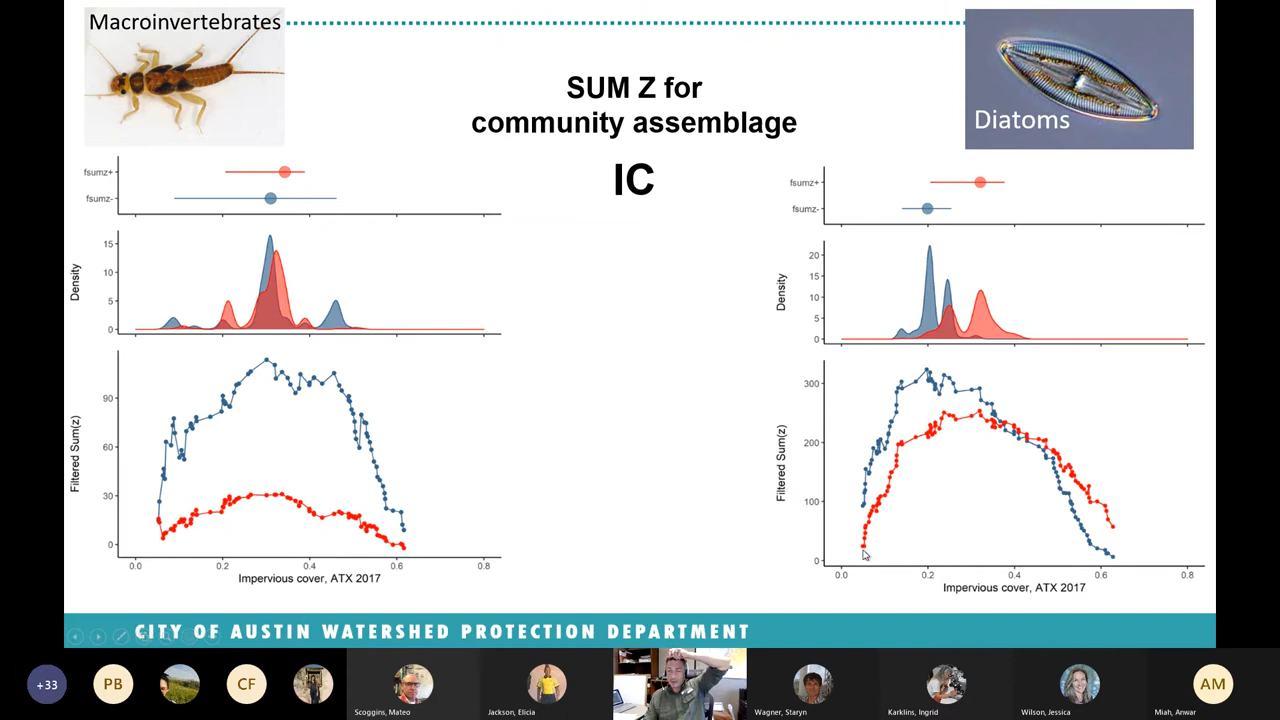 Macroinvertebrates
SUM Z for
community assemblage
IC
Diatoms
fsumz+
fsumz-
15
10
5
0
Density
90
60
30
0
Filtered Sum(z)
0.0 0.2 0.4 0.6 0.8
Impervious cover, ATX 2017
fsumz+
fsumz-
20
15
10
5
0
Density
300
200
100
0
Filtered Sum(z)
0.0 0.2 0.4 0.6 0.8
Impervious cover, ATX 2017
CITY OF AUSTIN WATERSHED PROTECTION DEPARTMENT
+33
PB
CF
Scoggins, Mateo
Jackson, Elicia
Wagner, Staryn
Karklins, Ingrid
Wilson, Jessica
AM
Miah, Anwar